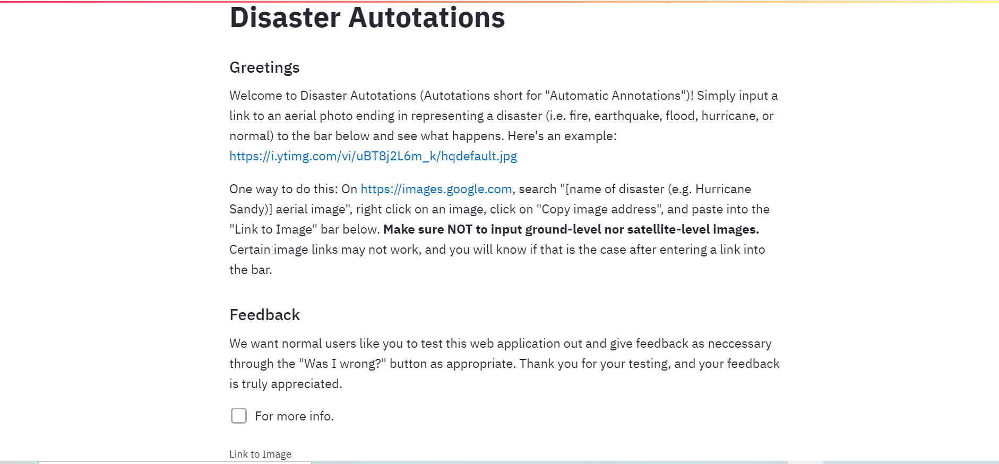 Disaster Autotations
Greetings
Welcome to Disaster Autotations (Autotations short for "Automatic Annotations")! Simply input a
link to an aerial photo ending in representing a disaster (i.e. fire, earthquake, flood, hurricane, or
normal) to the bar below and see what happens. Here's an example:
https://i.ytimg.com/vi/uBT8j2L6m_k/hqdefault.jpg
One way to do this: On https://images.google.com, search "[name of disaster (e.g. Hurricane
Sandy)] aerial image", right click on an image, click on "Copy image address", and paste into the
"Link to Image" bar below. Make sure NOT to input ground-level nor satellite-level images.
Certain image links may not work, and you will know if that is the case after entering a link into
the bar.
Feedback
We want normal users like you to test this web application out and give feedback as neccessary
through the "Was I wrong?" button as appropriate. Thank you for your testing, and your feedback
is truly appreciated.
For more info.
Link to Image